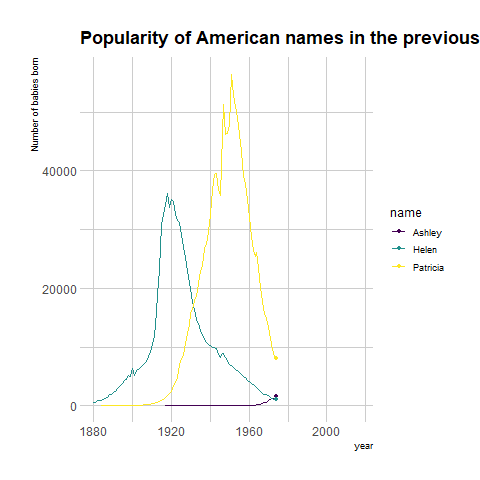 Popularity of American names in the previous
Number of babies born
40000
20000
0
1880
1920
1960
2000
year
name
Ashley
Helen
Patricia